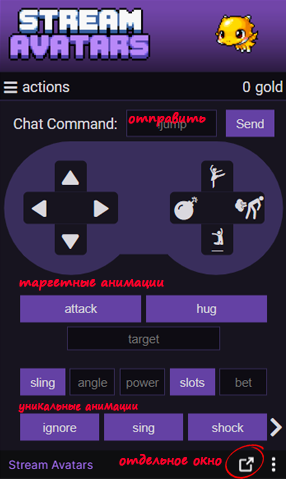 STREAM
AVATARS
actions 0 gold
Chat Command: отправить !jump Send
таргетные анимации
attack hug
target
sling angle power slots bet
уникальные анимации
ignore sing shock
Stream Avatars отдельное окно